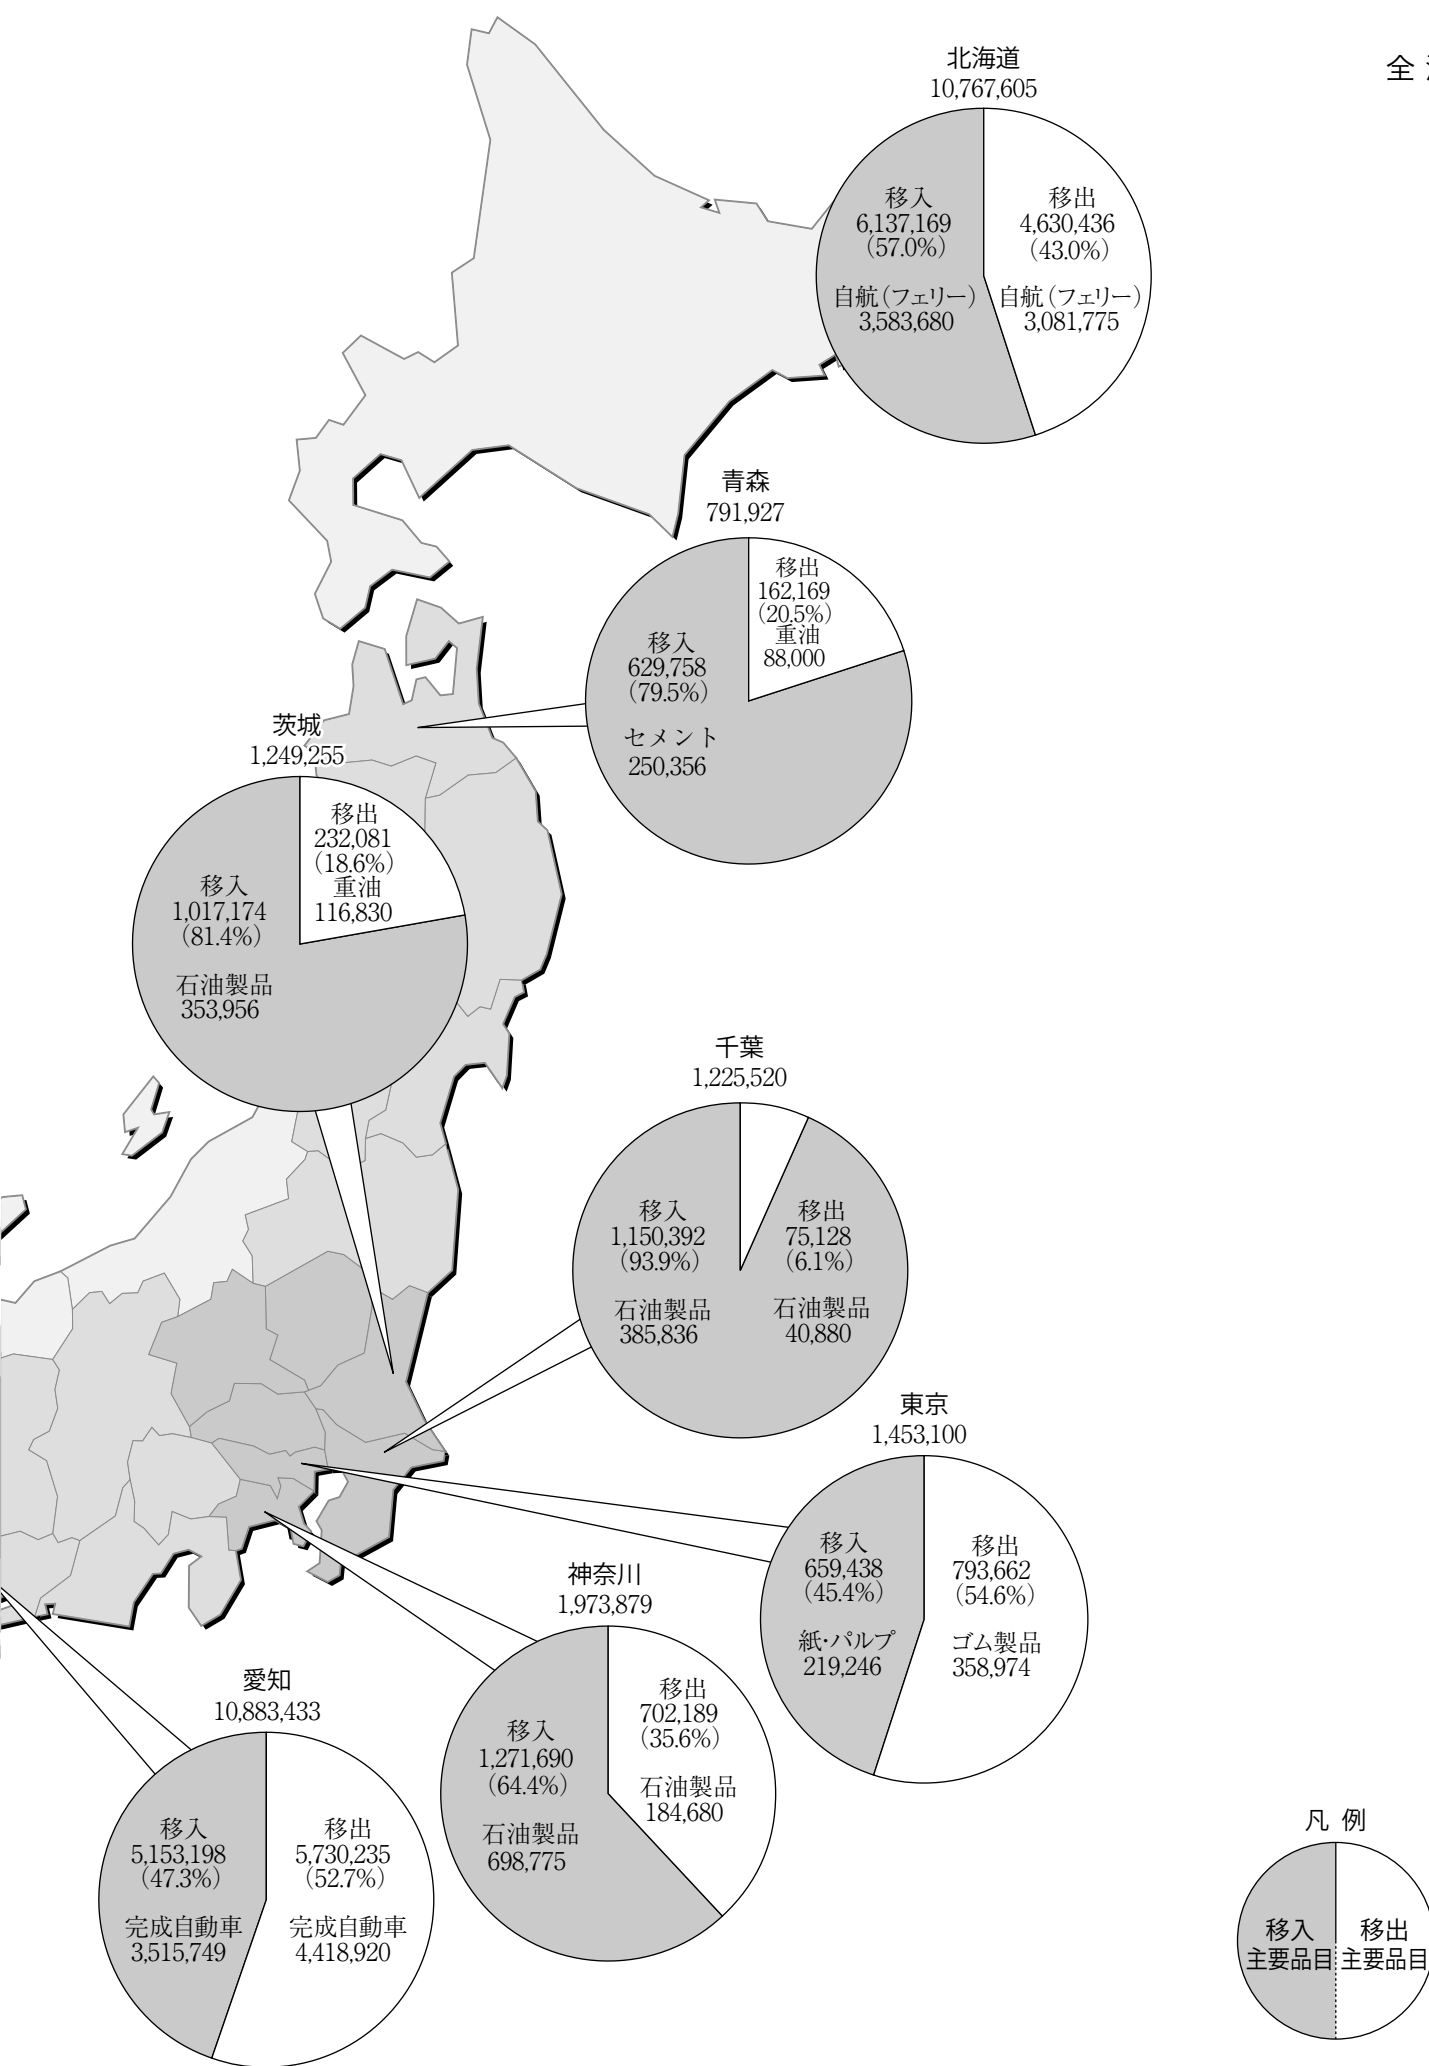 全
北海道
10,767,605
移入
6,137,169
(57.0%)
自航(フェリー)
3,583,680
移出
4,630,436
(43.0%)
自航(フェリー)
3,081,775
青森
791,927
移出
162,169
(20.5%)
重油
88,000
移入
629,758
(79.5%)
セメント
250,356
茨城
1,249,255
移出
232,081
(18.6%)
重油
116,830
移入
1,017,174
(81.4%)
石油製品
353,956
千葉
1,225,520
移入
1,150,392
(93.9%)
石油製品
385,836
移出
75,128
(6.1%)
石油製品
40,880
東京
1,453,100
移入
659,438
(45.4%)
紙・パルプ
219,246
移出
793,662
(54.6%)
ゴム製品
358,974
神奈川
1,973,879
移入
1,271,690
(64.4%)
石油製品
698,775
移出
702,189
(35.6%)
石油製品
184,680
愛知
10,883,433
移入
5,153,198
(47.3%)
完成自動車
3,515,749
移出
5,730,235
(52.7%)
完成自動車
4,418,920
凡 例
移入
主要品目
移出
主要品目